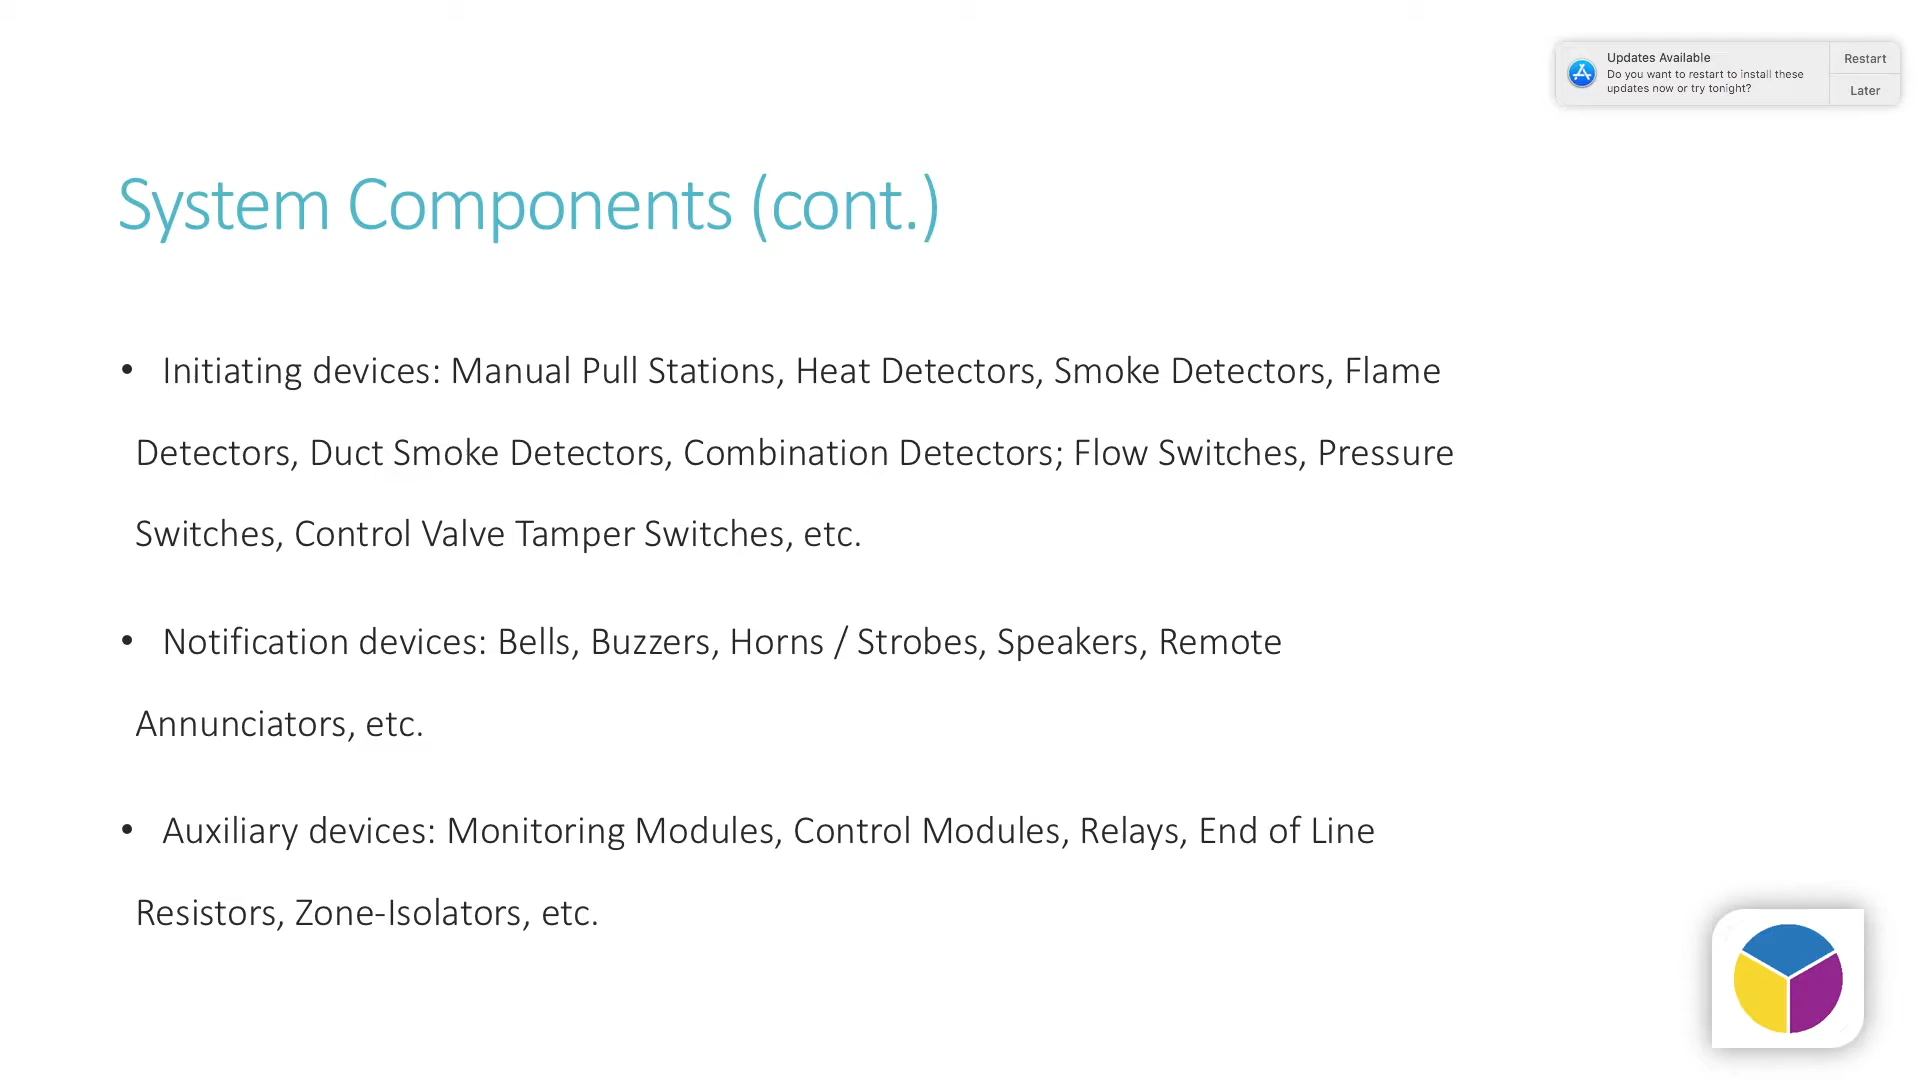 Updates Available
Do you want to restart to install these
updates now or try tonight?
Restart
Later
System Components (cont.)
• Initiating devices: Manual Pull Stations, Heat Detectors, Smoke Detectors, Flame
Detectors, Duct Smoke Detectors, Combination Detectors; Flow Switches, Pressure
Switches, Control Valve Tamper Switches, etc.
• Notification devices: Bells, Buzzers, Horns / Strobes, Speakers, Remote
Annunciators, etc.
• Auxiliary devices: Monitoring Modules, Control Modules, Relays, End of Line
Resistors, Zone-Isolators, etc.